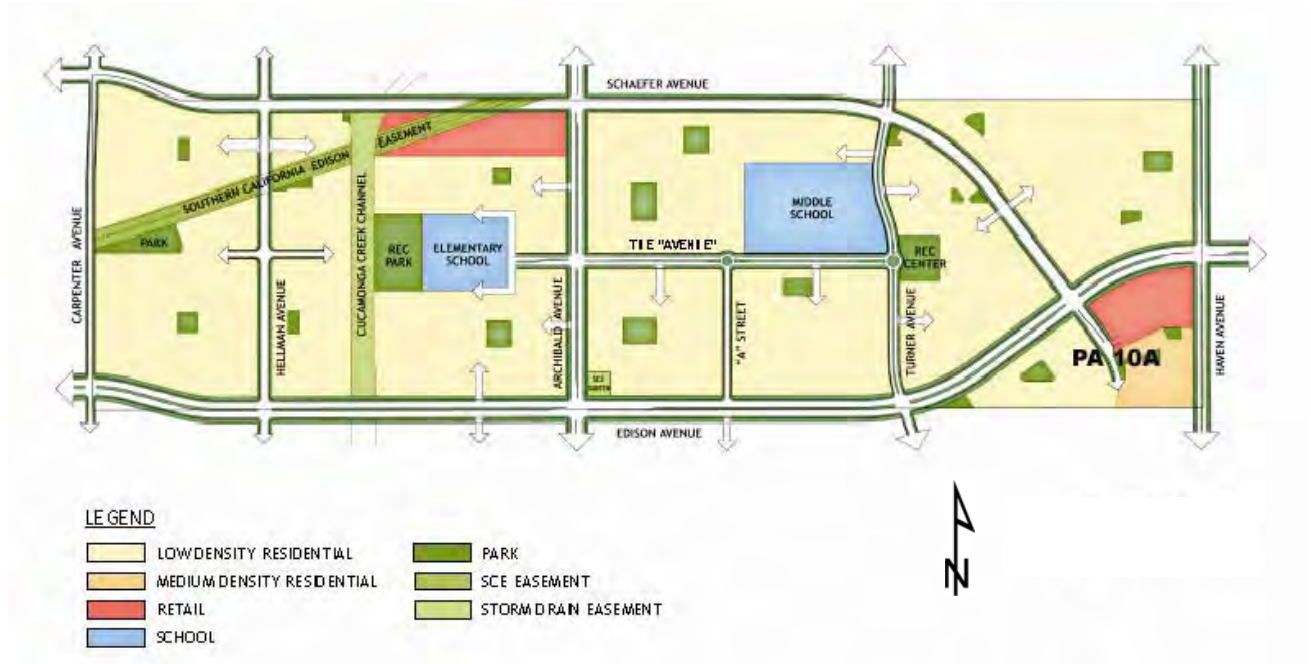 SCHAEFER AVENUE
SOUTHERN CALIFORNIA EDISON EASEMENT
CARPENTER AVENUE
PARK
HELLMAN AVENUE
CUCAMONGA CREEK CHANNEL
REC
PARK
ELEMENTARY
SCHOOL
ARCHIBALD AVENUE
MIDDLE
SCHOOL
"A" STREET
REC
CENTER
TURNER AVENUE
PA 10A
HAVEN AVENUE
EDISON AVENUE
LEGEND
LOW DENSITY RESIDENTIAL
MEDIUM DENSITY RESIDENTIAL
RETAIL
SCHOOL
PARK
SCE EASEMENT
STORM DRAIN EASEMENT
N